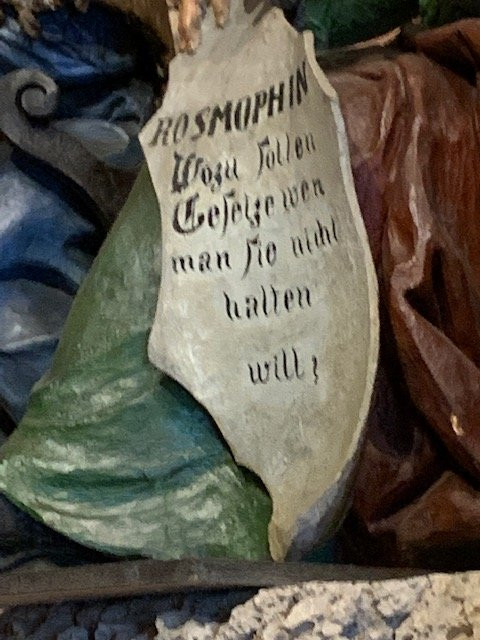 ROSMOPHIN
Wozu sollen
Gesetze wen
man sie nicht
halten
will?